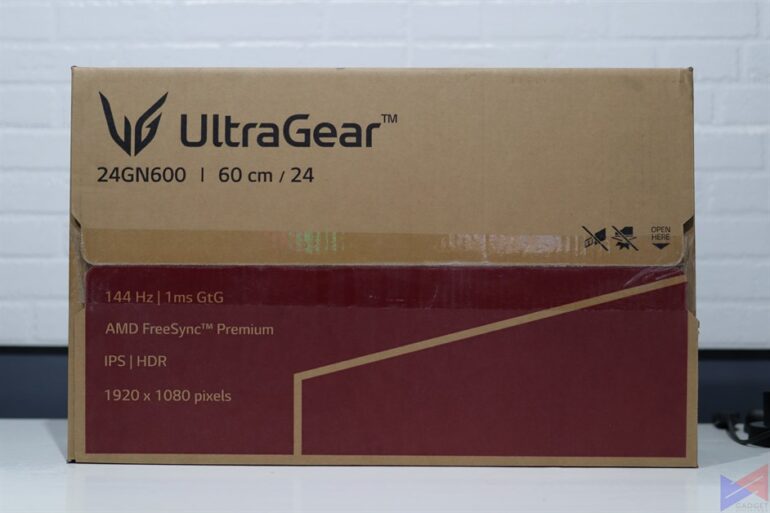 UltraGear™
24GN600 | 60 cm / 24
OPEN
HERE
144 Hz | 1ms GtG
AMD FreeSync™ Premium
IPS | HDR
1920 x 1080 pixels
GADGET